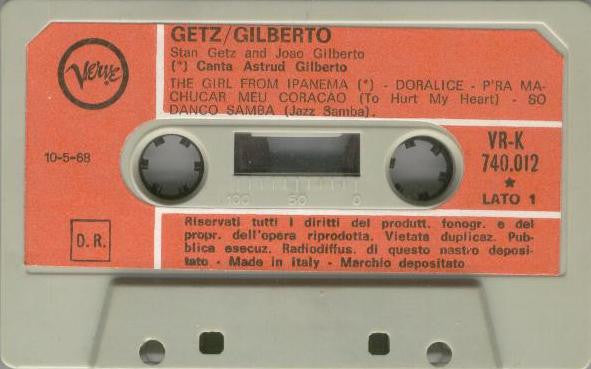 GETZ/GILBERTO
Stan Getz and Joao Gilberto
(*) Canta Astrud Gilberto
THE GIRL FROM IPANEMA (*) - DORALICE - P'RA MA-
CHUCAR MEU CORACAO (To Hurt My Heart) - SO
DANCO SAMBA (Jazz Samba).
Verve
10-5-68
VR-K
740.012
*
LATO 1
100 50 0
D. R.
Riservati tutti i diritti del produtt. fonogr. e del
propr. dell'opera riprodotta. Vietata duplicaz. Pub-
blica esecuz. Radiodiffus. di questo nastro deposi-
tato - Made in Italy - Marchio depositato